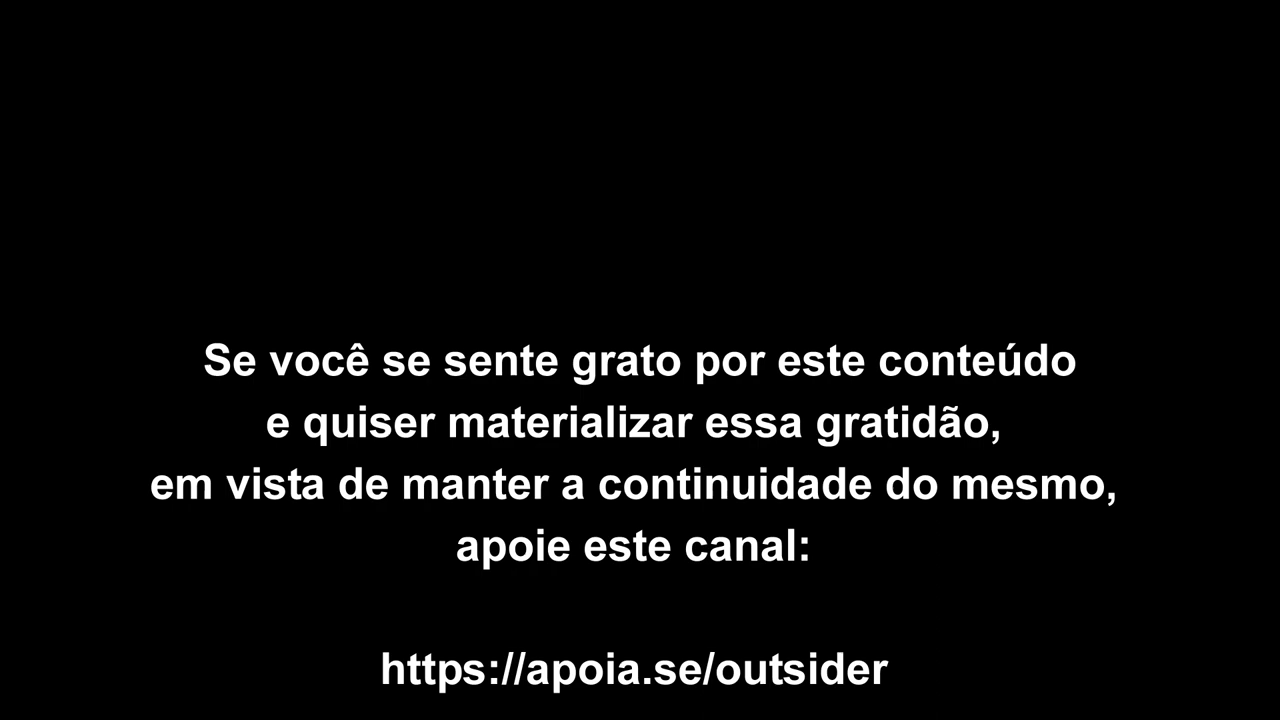 Se você se sente grato por este conteúdo
e quiser materializar essa gratidão,
em vista de manter a continuidade do mesmo,
apoie este canal:
https://apoia.se/outsider